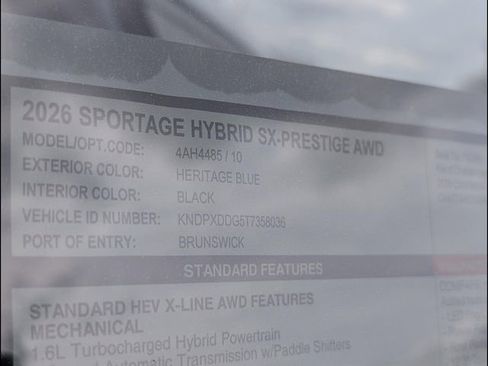 2026 SPORTAGE HYBRID SX-PRESTIGE AWD
MODEL/OPT.CODE: 4AH4485 / 10
EXTERIOR COLOR: HERITAGE BLUE
INTERIOR COLOR: BLACK
VEHICLE ID NUMBER: KNDPXDDG5T7358036
PORT OF ENTRY: BRUNSWICK
STANDARD FEATURES
STANDARD HEV X-LINE AWD FEATURES
MECHANICAL
1.6L Turbocharged Hybrid Powertrain
Automatic Transmission w/Paddle Shifters